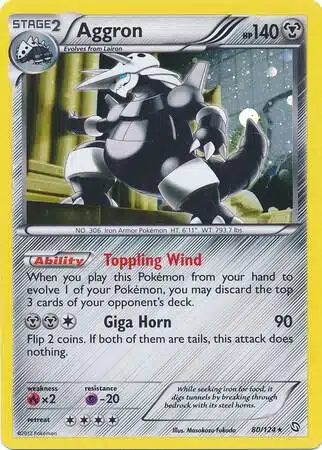 STAGE2 Aggron HP140
Evolves from Lairon
NO. 306 Iron Armor Pokémon HT: 6'11" WT: 793.7 lbs.
Ability Toppling Wind
When you play this Pokémon from your hand to
evolve 1 of your Pokémon, you may discard the top
3 cards of your opponent's deck.
Giga Horn 90
Flip 2 coins. If both of them are tails, this attack does
nothing.
weakness resistance
×2 -20
retreat
While seeking iron for food, it
digs tunnels by breaking through
bedrock with its steel horns.
©2012 Pokémon Illus. Masakazu Fukuda 80/124 ★